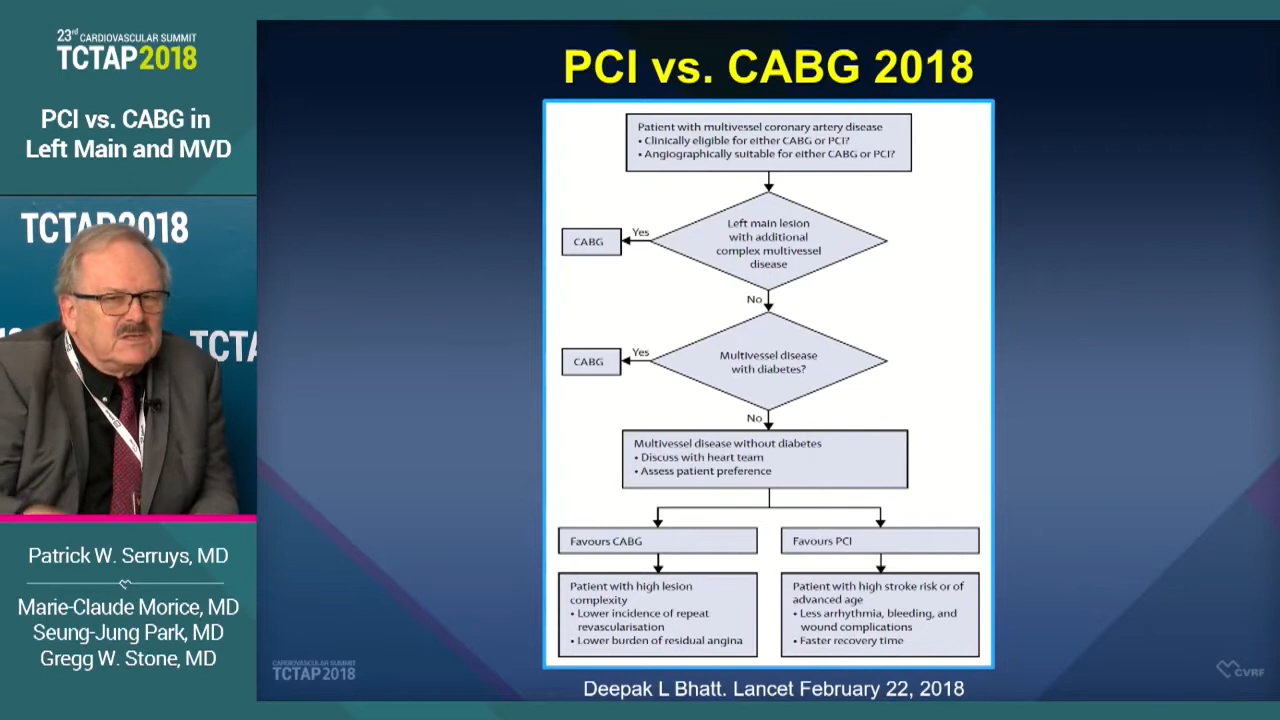 23rd CARDIOVASCULAR SUMMIT
TCTAP2018
PCI vs. CABG in
Left Main and MVD
TCTAP2018
TCTA
Patrick W. Serruys, MD
Marie-Claude Morice, MD
Seung-Jung Park, MD
Gregg W. Stone, MD
PCI vs. CABG 2018
Patient with multivessel coronary artery disease
• Clinically eligible for either CABG or PCI?
• Angiographically suitable for either CABG or PCI?
Left main lesion
with additional
complex multivessel
disease
Yes
CABG
No
Multivessel disease
with diabetes?
Yes
CABG
No
Multivessel disease without diabetes
• Discuss with heart team
• Assess patient preference
Favours CABG
Patient with high lesion
complexity
• Lower incidence of repeat
revascularisation
• Lower burden of residual angina
Favours PCI
Patient with high stroke risk or of
advanced age
• Less arrhythmia, bleeding, and
wound complications
• Faster recovery time
Deepak L Bhatt. Lancet February 22, 2018
CARDIOVASCULAR SUMMIT
TCTAP2018
CVRF